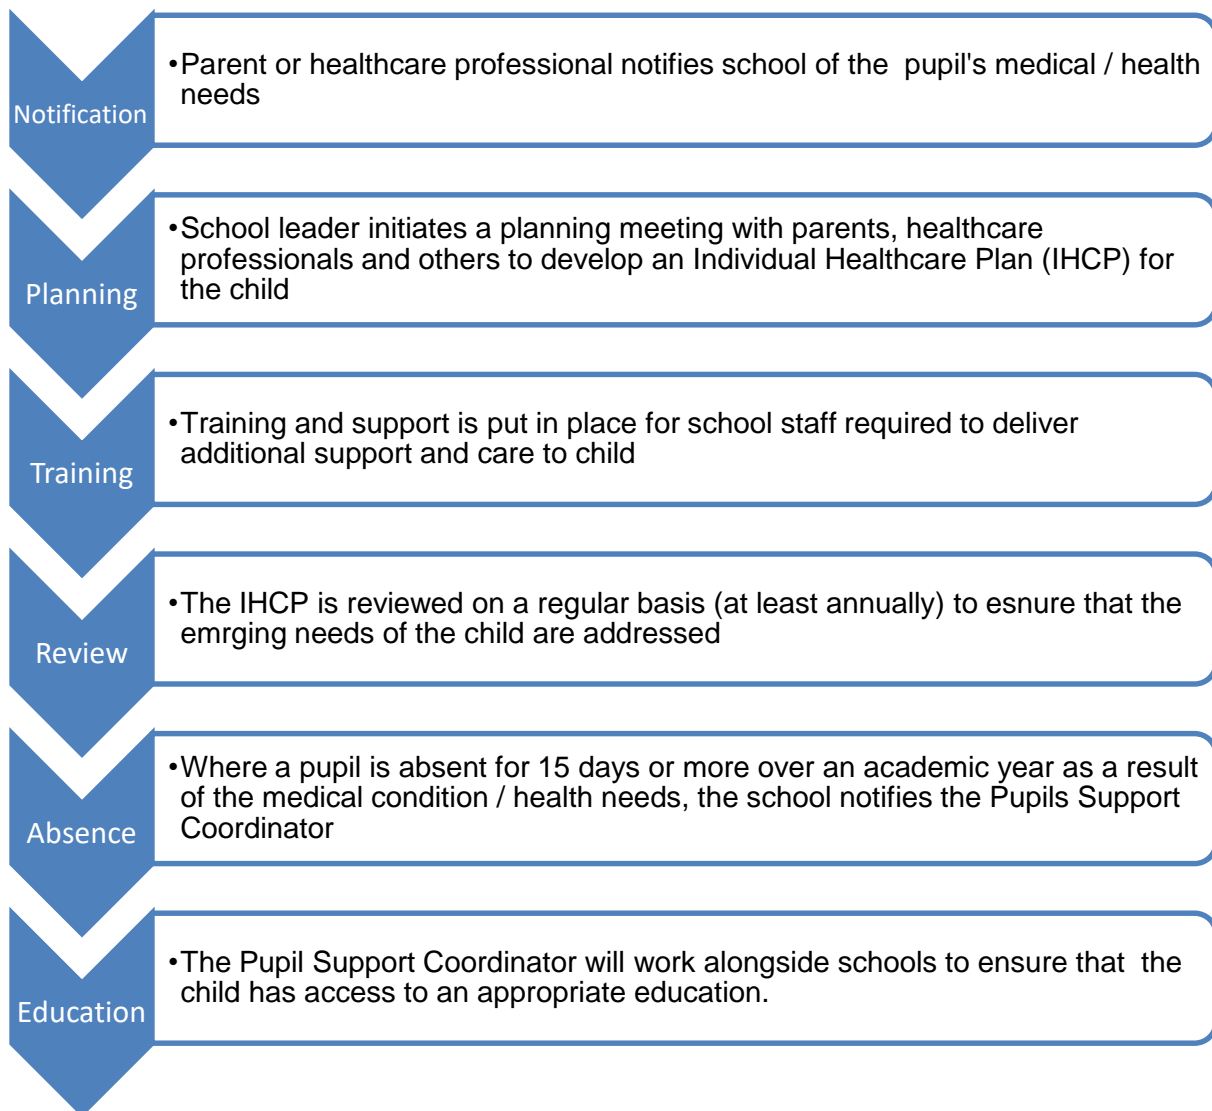 Notification
•Parent or healthcare professional notifies school of the  pupil's medical / health
needs
Planning
•School leader initiates a planning meeting with parents, healthcare
professionals and others to develop an Individual Healthcare Plan (IHCP) for
the child
Training
•Training and support is put in place for school staff required to deliver
additional support and care to child
Review
•The IHCP is reviewed on a regular basis (at least annually) to esnure that the
emrging needs of the child are addressed
Absence
•Where a pupil is absent for 15 days or more over an academic year as a result
of the medical condition / health needs, the school notifies the Pupils Support
Coordinator
Education
•The Pupil Support Coordinator will work alongside schools to ensure that  the
child has access to an appropriate education.